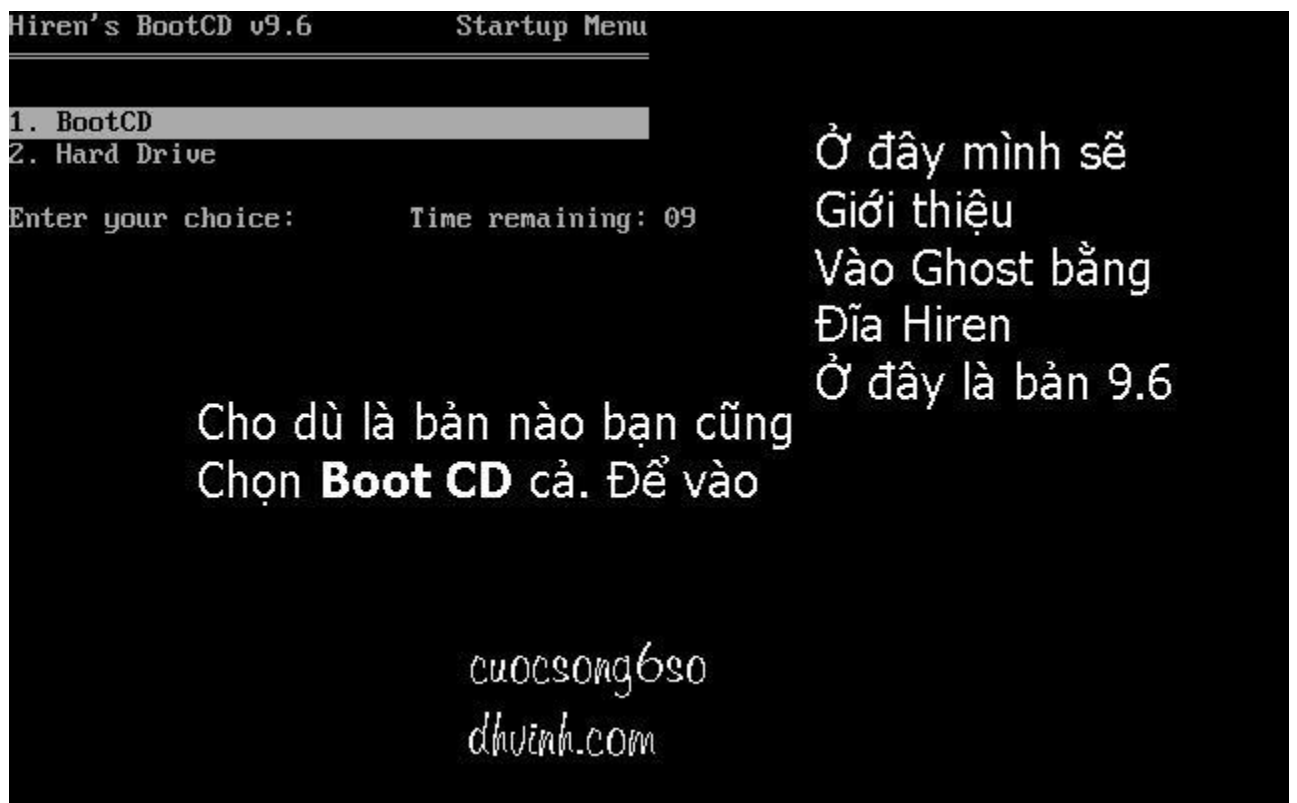 Hiren's BootCD v9.6 Startup Menu
1. BootCD
2. Hard Drive
Enter your choice: Time remaining: 09
Ở đây mình sẽ
Giới thiệu
Vào Ghost bằng
Đĩa Hiren
Ở đây là bản 9.6
Cho dù là bản nào bạn cũng
Chọn Boot CD cả. Để vào
cuocsong6so
dhvinh.com